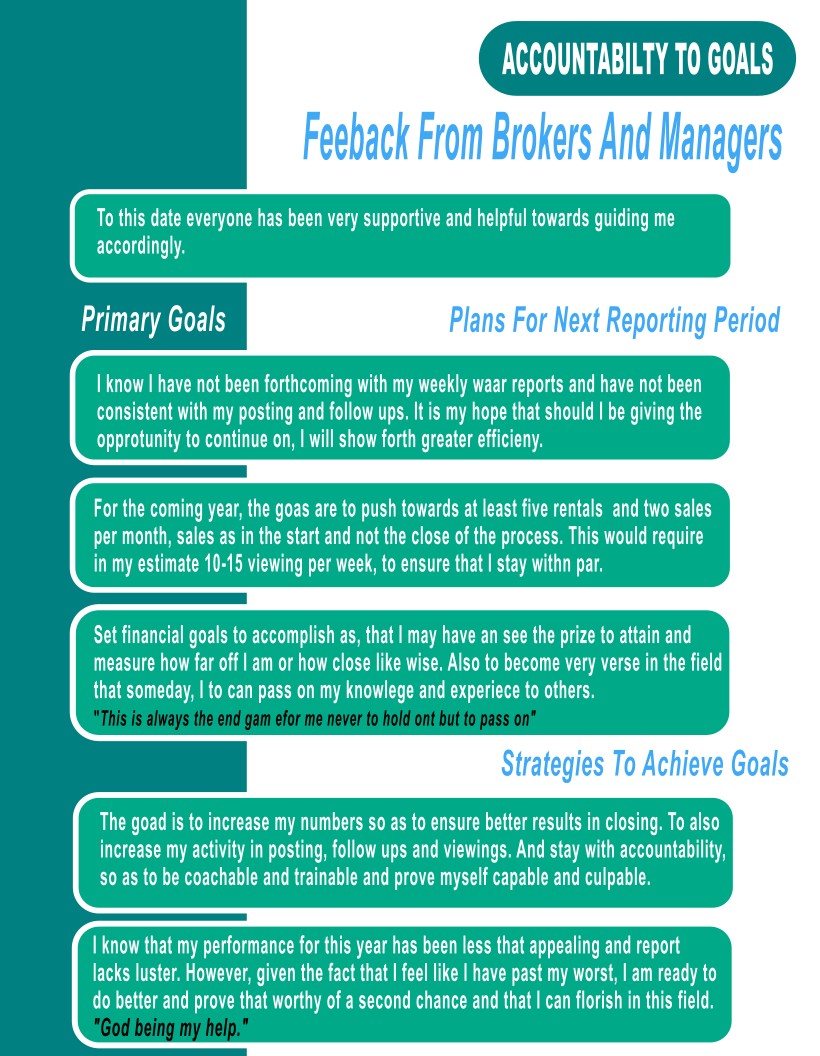 ACCOUNTABILTY TO GOALS
Feeback From Brokers And Managers
To this date everyone has been very supportive and helpful towards guiding me
accordingly.
Primary Goals
Plans For Next Reporting Period
I know I have not been forthcoming with my weekly waar reports and have not been
consistent with my posting and follow ups. It is my hope that should I be giving the
opprotunity to continue on, I will show forth greater efficieny.
For the coming year, the goas are to push towards at least five rentals  and two sales
per month, sales as in the start and not the close of the process. This would require
in my estimate 10-15 viewing per week, to ensure that I stay withn par.
Set financial goals to accomplish as, that I may have an see the prize to attain and
measure how far off I am or how close like wise. Also to become very verse in the field
that someday, I to can pass on my knowlege and experiece to others.
"This is always the end gam efor me never to hold ont but to pass on"
Strategies To Achieve Goals
The goad is to increase my numbers so as to ensure better results in closing. To also
increase my activity in posting, follow ups and viewings. And stay with accountability,
so as to be coachable and trainable and prove myself capable and culpable.
I know that my performance for this year has been less that appealing and report
lacks luster. However, given the fact that I feel like I have past my worst, I am ready to
do better and prove that worthy of a second chance and that I can florish in this field.
"God being my help."